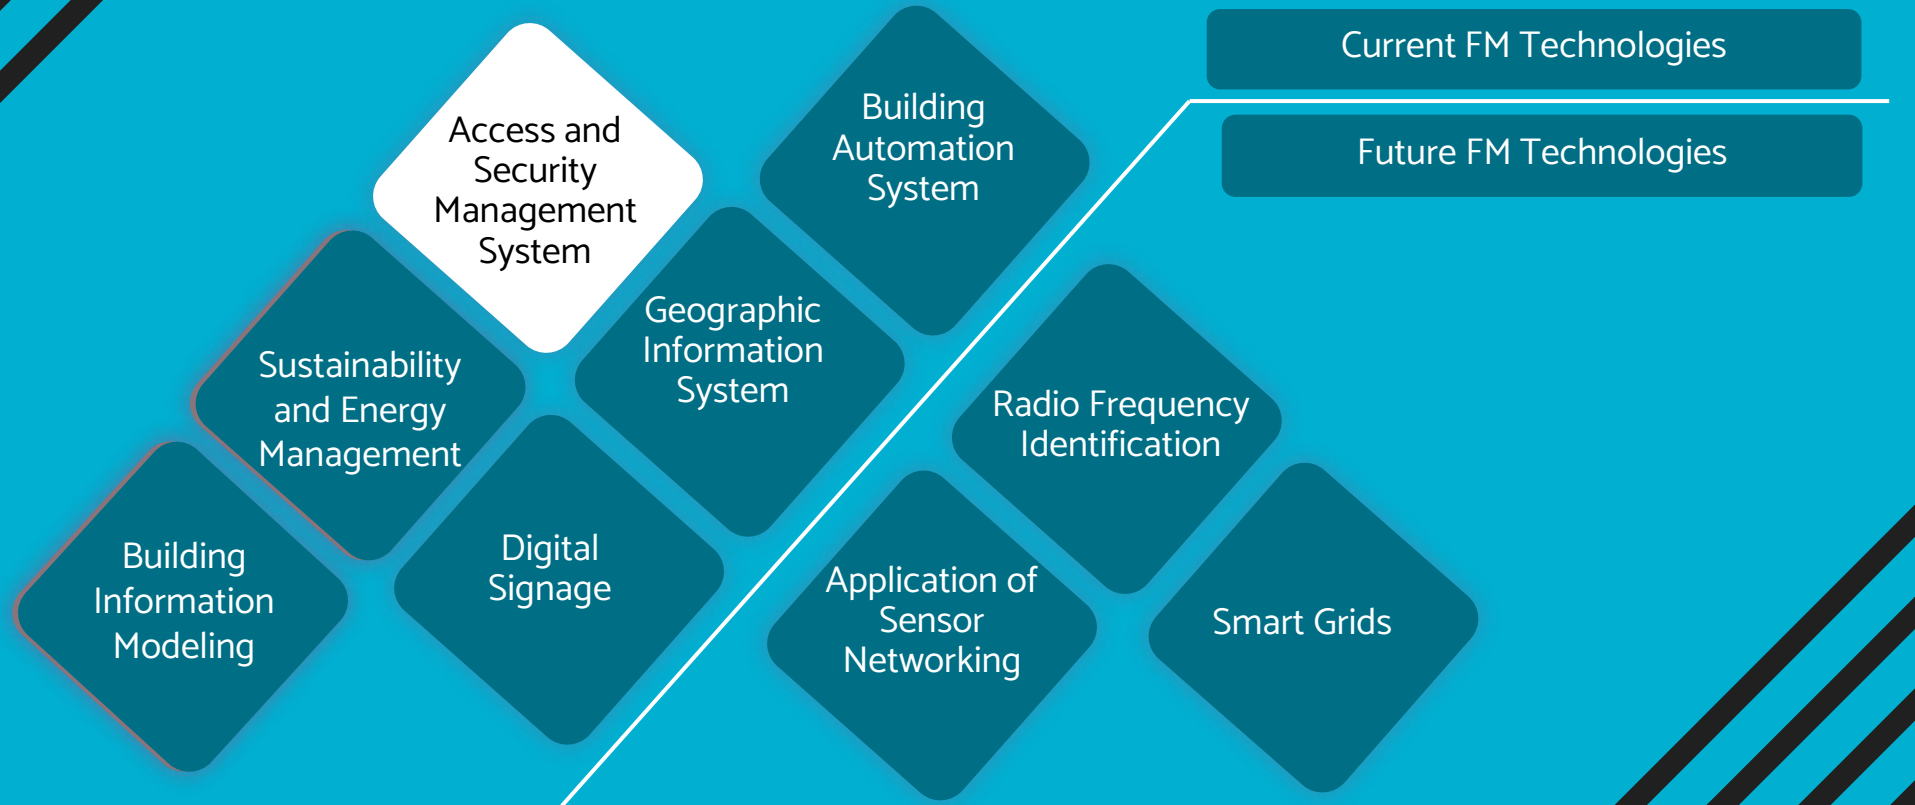 Current FM Technologies
Future FM Technologies
Access and
Security
Management
System
Building
Automation
System
Sustainability
and Energy
Management
Geographic
Information
System
Building
Information
Modeling
Digital
Signage
Radio Frequency
Identification
Application of
Sensor
Networking
Smart Grids